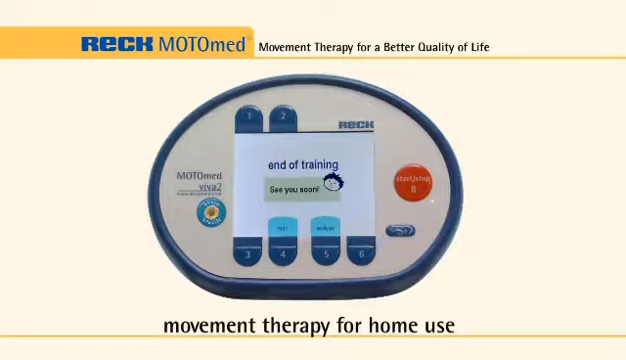 RECK MOTOmed® Movement Therapy for a Better Quality of Life
1 2
RECK
end of training
See you soon!
MOTOmed
viva2
start/stop
analysis
3 4 5 6
movement therapy for home use